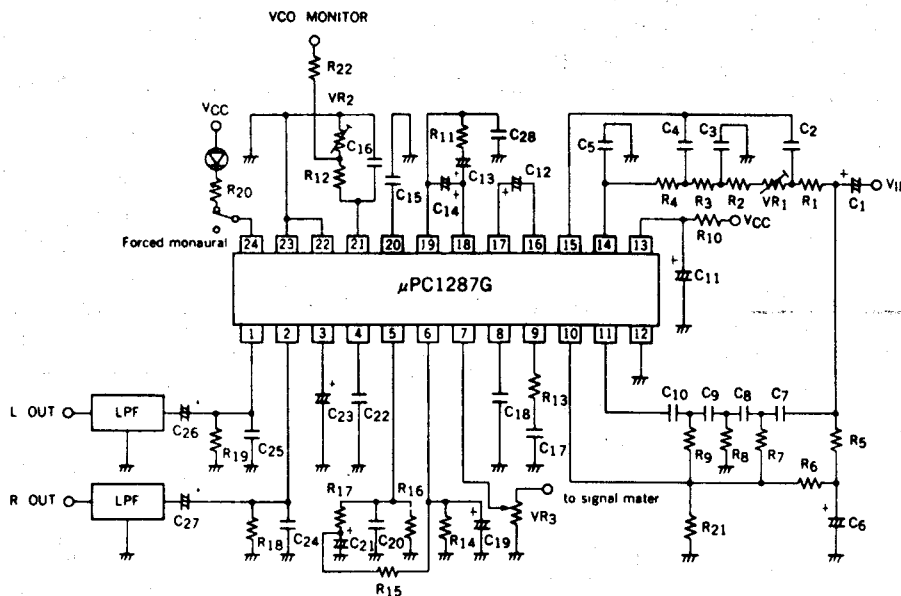 VCO MONITOR
R22
VCC
VR2
R20
R12
C16
C15
R11
C28
C13
C14
C12
C5
C4
C3
C2
R4
R3
R2
VR1
R1
C1
R10
VCC
C11
Forced monaural
24 23 22 21 20 19 18 17 16 15 14 13
μPC1287G
1 2 3 4 5 6 7 8 9 10 11 12
L OUT
LPF
C26
R19
C25
C23
C22
C18
R13
C17
C10
C9
C8
C7
R9
R8
R7
R5
R6
R OUT
LPF
C27
R18
C24
R17
C21
C20
R16
R14
C19
VR3
to signal mater
R21
C6
R15